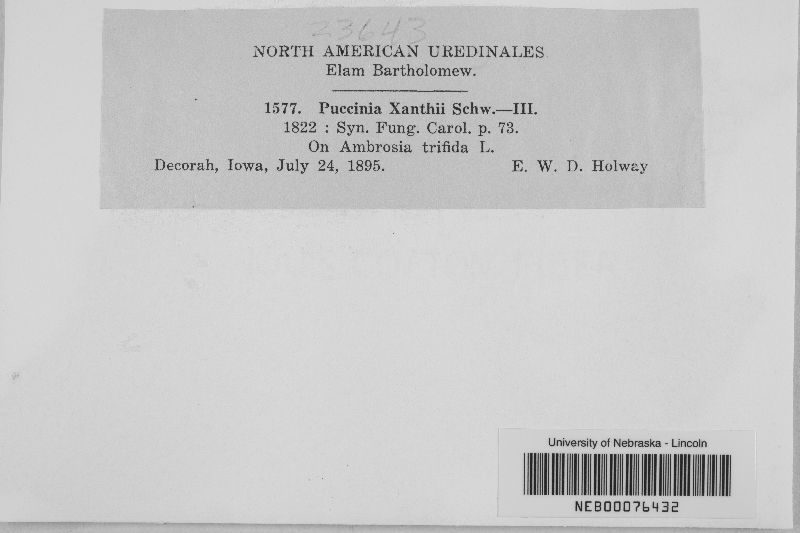 23643
NORTH AMERICAN UREDINALES
Elam Bartholomew.
1577. Puccinia Xanthii Schw.—III.
1822 : Syn. Fung. Carol. p. 73.
On Ambrosia trifida L.
Decorah, Iowa, July 24, 1895. E. W. D. Holway
University of Nebraska - Lincoln
NEB00076432